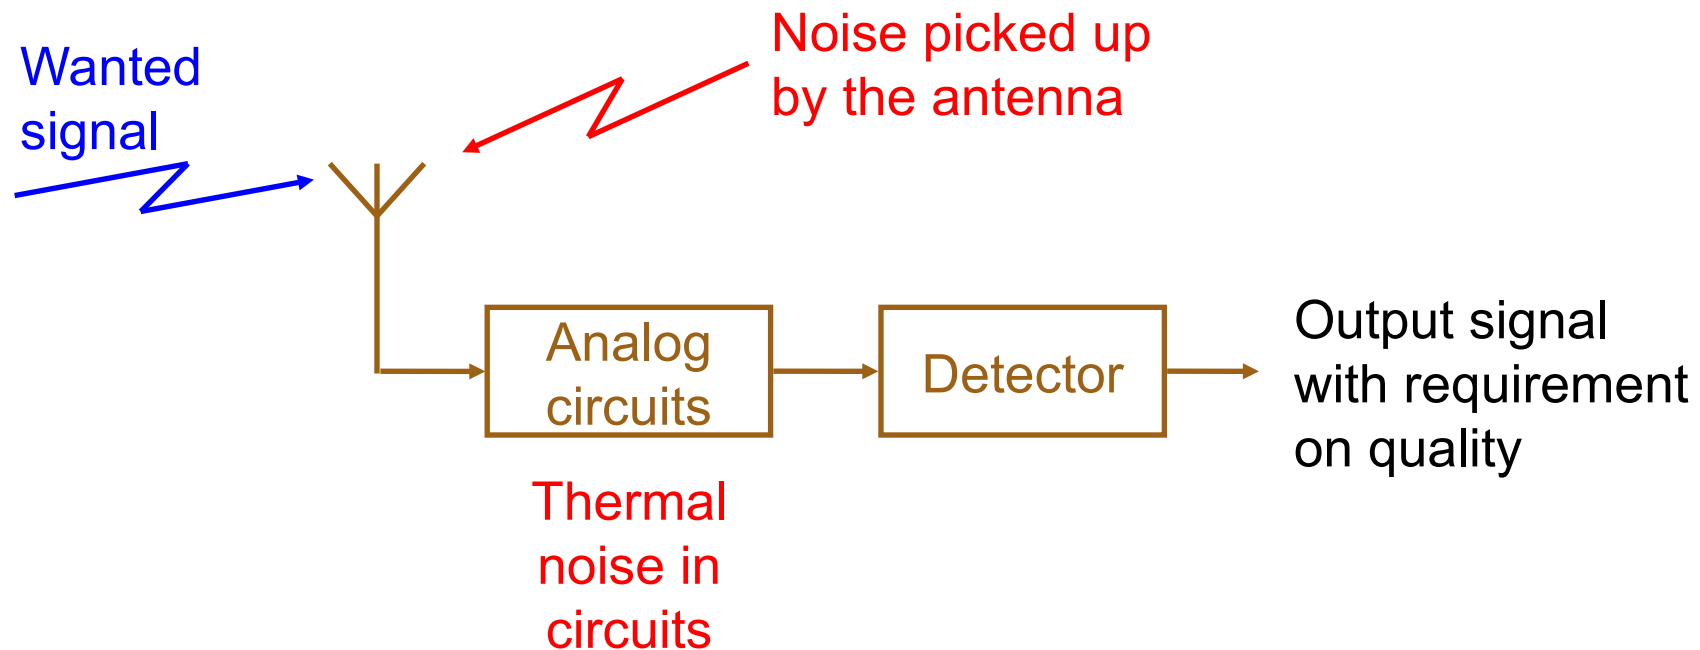 Wanted
signal
Noise picked up
by the antenna
Analog
circuits
Detector
Output signal
with requirement
on quality
Thermal
noise in
circuits